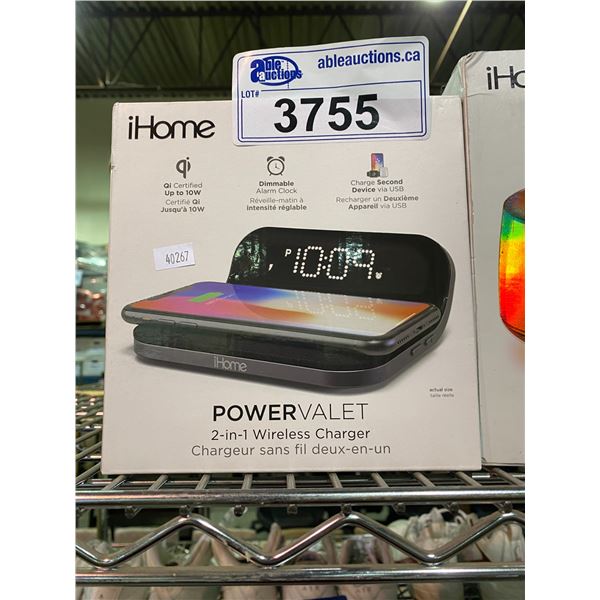 able
auctions
ableauctions.ca
LOT#
3755
iHome
iHo
Qi Certified
Up to 10W
Certifié Qi
Jusqu'à 10W
Dimmable
Alarm Clock
Réveille-matin à
Intensité réglable
Charge Second
Device via USB
Recharger un Deuxième
Appareil via USB
40267
P 10:09
iHome
actual size
taille réelle
POWERVALET
2-in-1 Wireless Charger
Chargeur sans fil deux-en-un